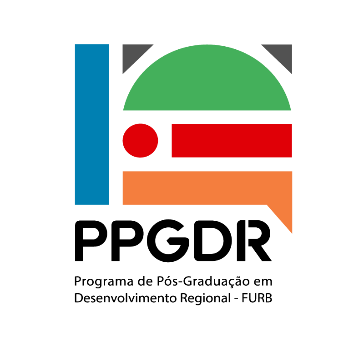 PPGDR
Programa de Pós-Graduação em
Desenvolvimento Regional - FURB